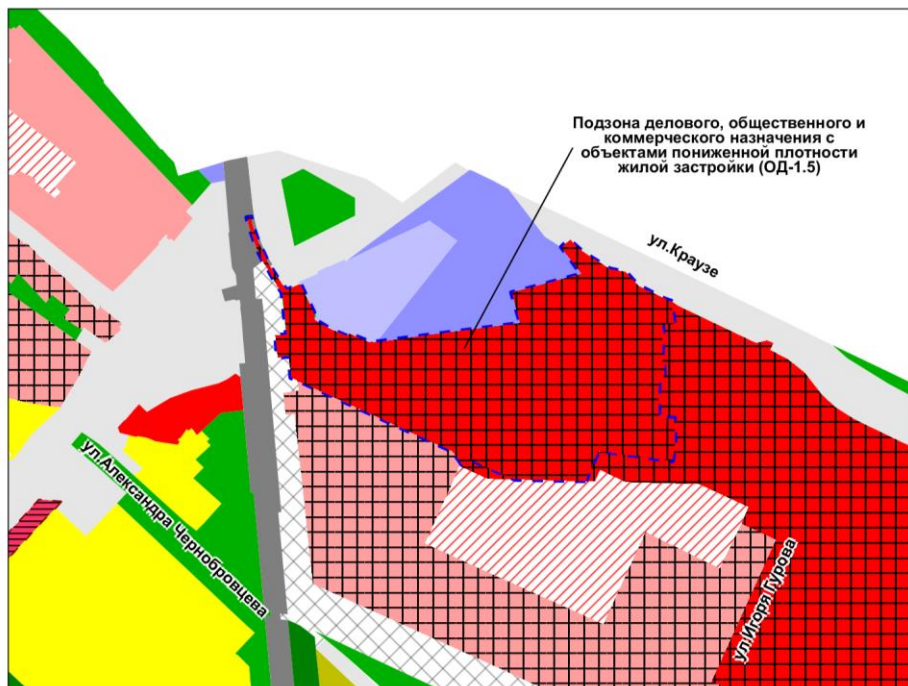 Подзона делового, общественного и
коммерческого назначения с
объектами пониженной плотности
жилой застройки (ОД-1.5)
ул.Краузе
ул.Александра Чернобровцева
ул.Игоря Гурова